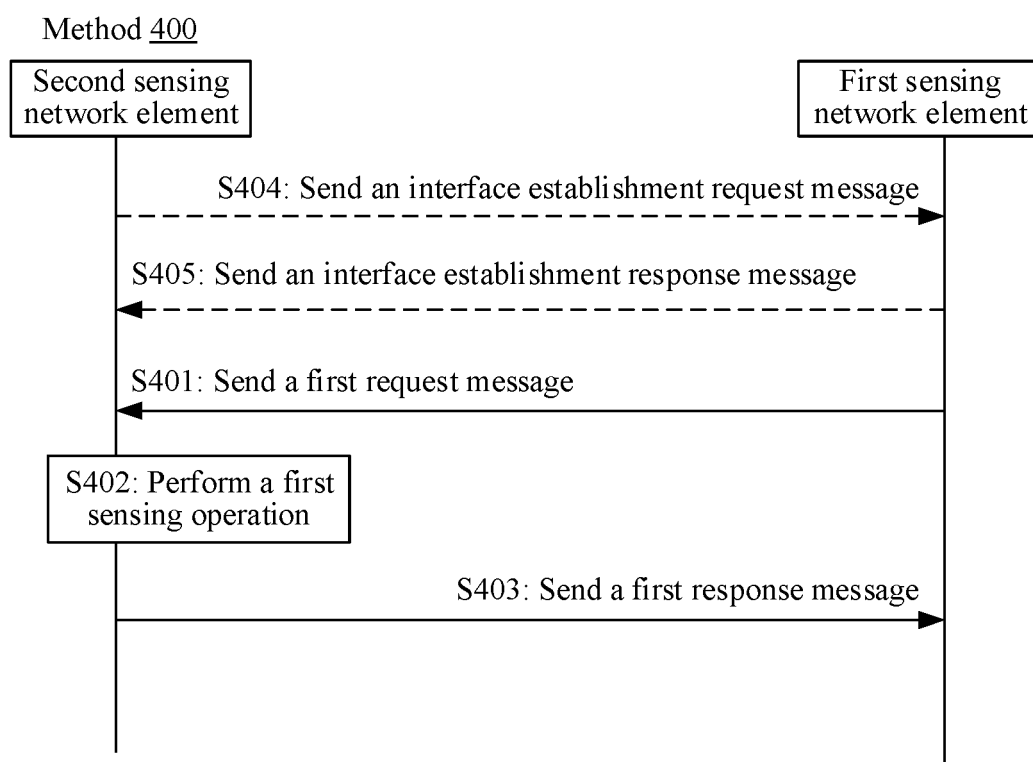 Method 400
Second sensing
network element
First sensing
network element
S404: Send an interface establishment request message
S405: Send an interface establishment response message
S401: Send a first request message
S402: Perform a first
sensing operation
S403: Send a first response message